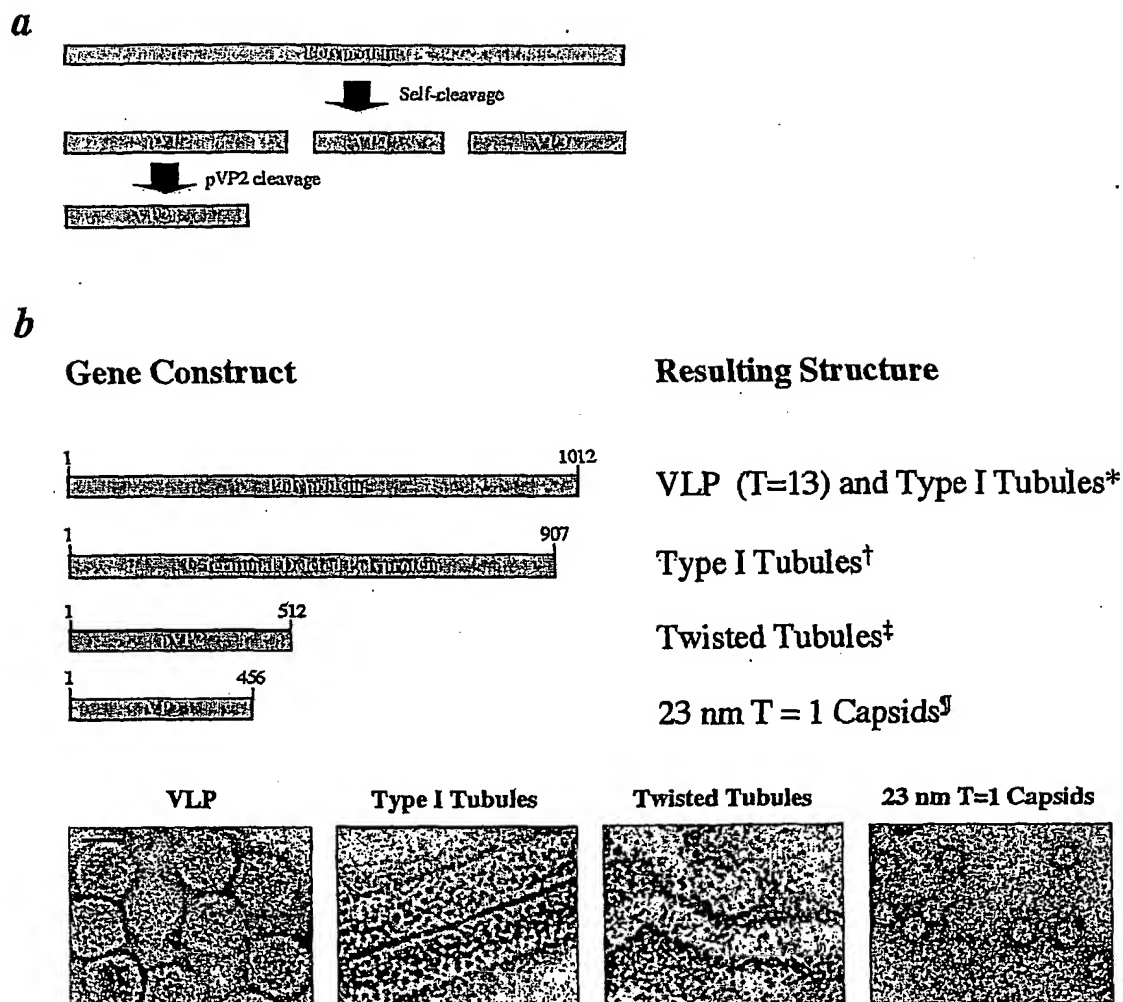 a
Self-cleavage
pVP2 cleavage
b
Gene Construct
Resulting Structure
1
1012
VLP (T=13) and Type I Tubules*
1
907
Type I Tubules†
1
512
Twisted Tubules‡
1
456
23 nm T = 1 Capsids¶
VLP
Type I Tubules
Twisted Tubules
23 nm T=1 Capsids